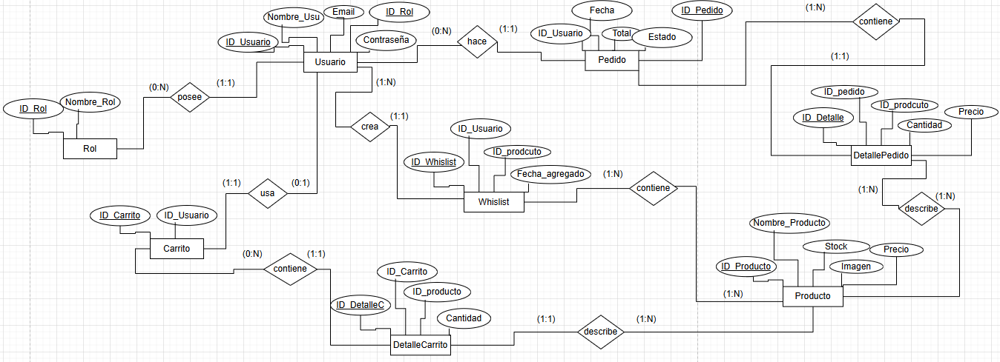 Nombre_Usu
Email
ID_Rol
ID_Usuario
Contraseña
Usuario
(0:N)
hace
(1:1)
Fecha
ID_Pedido
ID_Usuario
Total
Estado
Pedido
(1:N)
contiene
(1:1)
(0:N)
posee
(1:1)
ID_Rol
Nombre_Rol
Rol
(1:N)
crea
(1:1)
ID_Usuario
ID_prodcuto
ID_Whislist
Fecha_agregado
Whislist
(1:N)
contiene
(1:N)
ID_pedido
ID_prodcuto
Precio
ID_Detalle
Cantidad
DetallePedido
(1:N)
describe
(1:N)
(1:1)
usa
(0:1)
ID_Carrito
ID_Usuario
Carrito
(0:N)
contiene
(1:1)
Nombre_Producto
Stock
Precio
ID_Producto
Imagen
Producto
ID_Carrito
ID_producto
ID_DetalleC
Cantidad
DetalleCarrito
(1:1)
describe
(1:N)